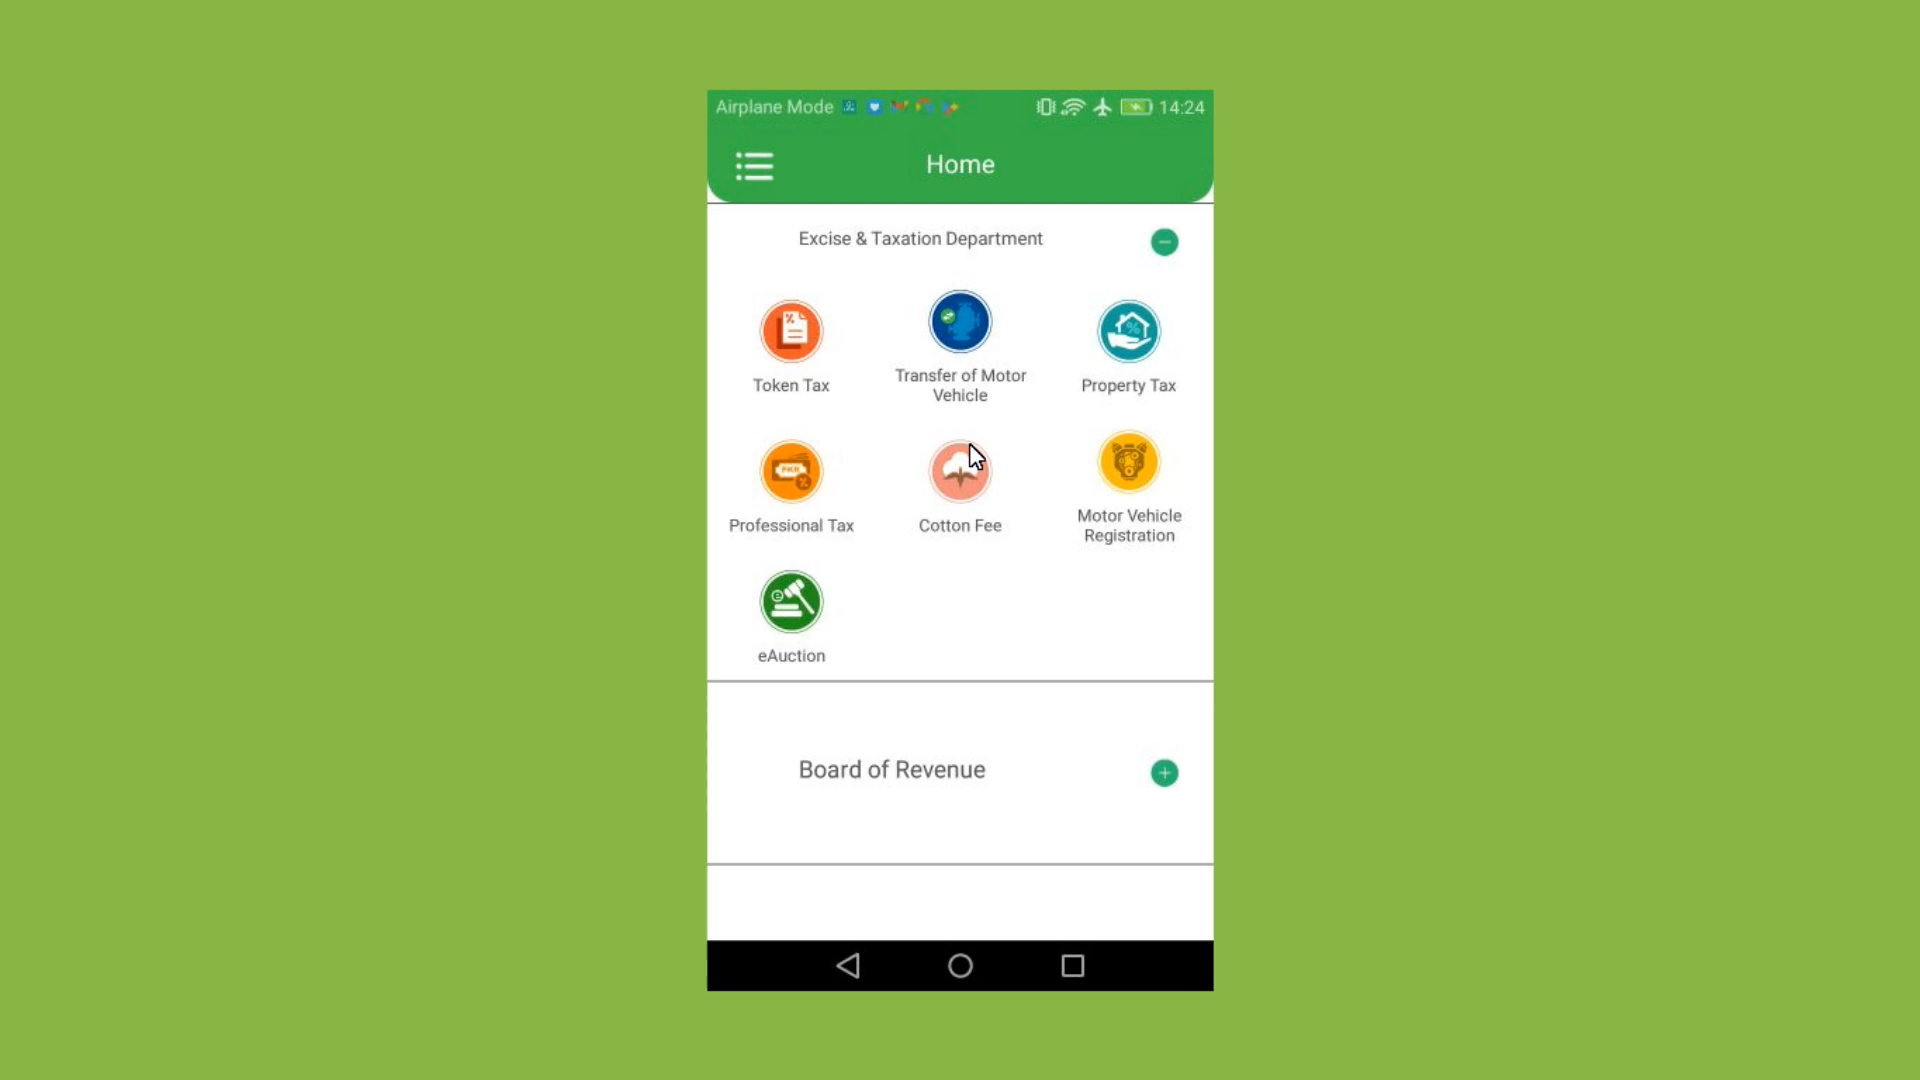 Airplane Mode 14:24
Home
Excise & Taxation Department
Token Tax
Transfer of Motor
Vehicle
Property Tax
PKR
Professional Tax
Cotton Fee
Motor Vehicle
Registration
e
eAuction
Board of Revenue